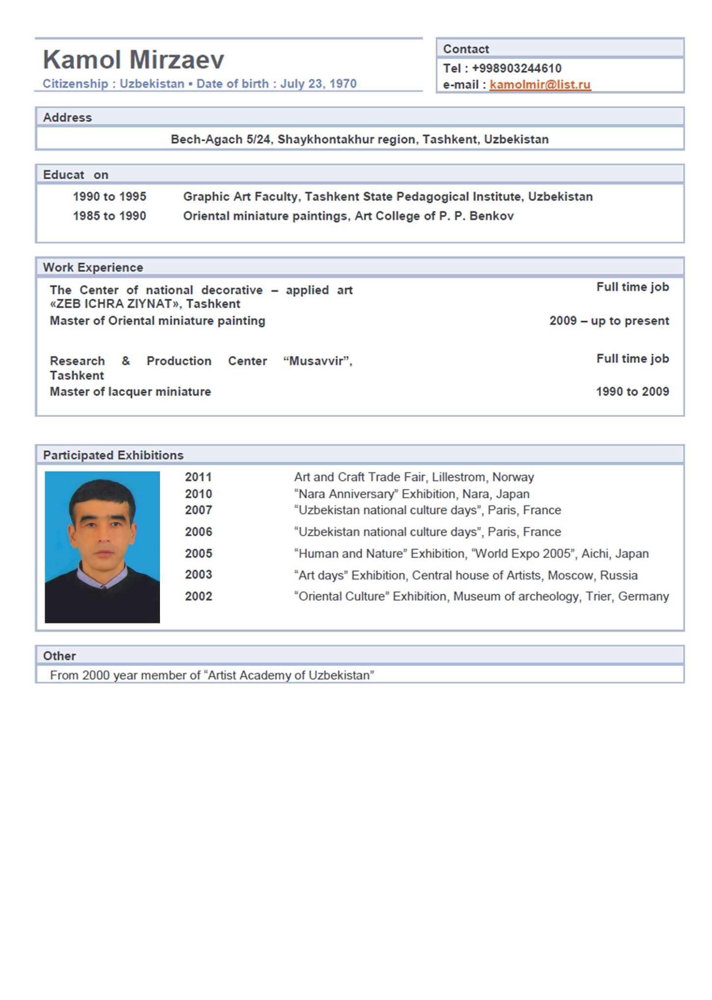 Kamol Mirzaev
Citizenship : Uzbekistan ▪ Date of birth : July 23, 1970
Contact
Tel : +998903244610
e-mail : kamolmir@list.ru
Address
Bech-Agach 5/24, Shaykhontakhur region, Tashkent, Uzbekistan
Educat on
1990 to 1995 Graphic Art Faculty, Tashkent State Pedagogical Institute, Uzbekistan
1985 to 1990 Oriental miniature paintings, Art College of P. P. Benkov
Work Experience
The Center of national decorative – applied art Full time job
«ZEB ICHRA ZIYNAT», Tashkent
Master of Oriental miniature painting 2009 – up to present
Research & Production Center “Musavvir”, Full time job
Tashkent
Master of lacquer miniature 1990 to 2009
Participated Exhibitions
2011 Art and Craft Trade Fair, Lillestrom, Norway
2010 “Nara Anniversary” Exhibition, Nara, Japan
2007 “Uzbekistan national culture days”, Paris, France
2006 “Uzbekistan national culture days”, Paris, France
2005 “Human and Nature” Exhibition, “World Expo 2005”, Aichi, Japan
2003 “Art days” Exhibition, Central house of Artists, Moscow, Russia
2002 “Oriental Culture” Exhibition, Museum of archeology, Trier, Germany
Other
From 2000 year member of “Artist Academy of Uzbekistan”